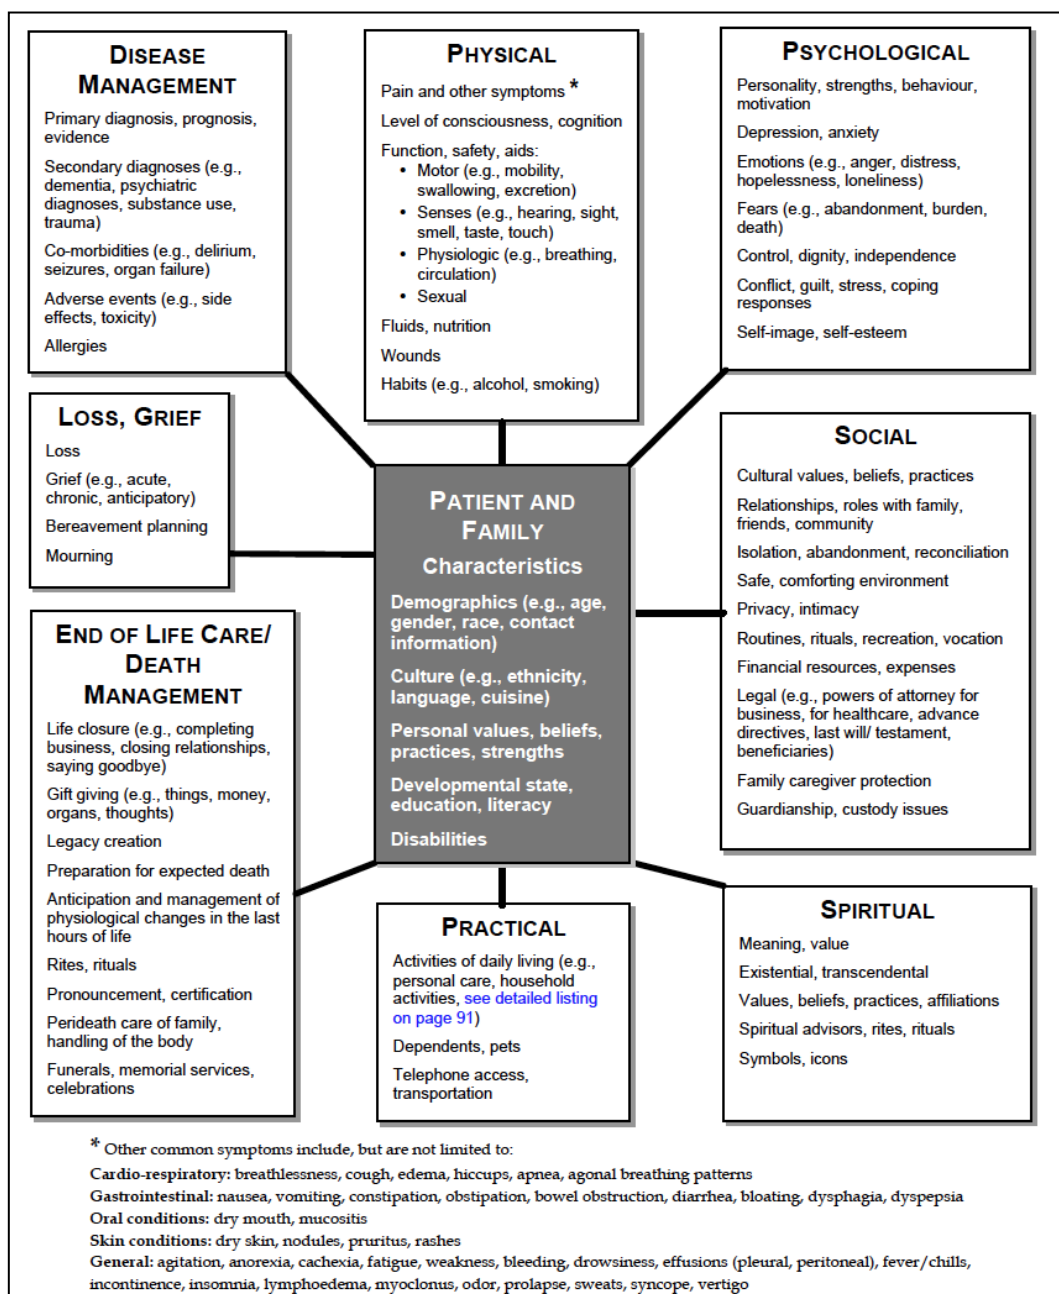 DISEASE
MANAGEMENT
Primary diagnosis, prognosis,
evidence
Secondary diagnoses (e.g.,
dementia, psychiatric
diagnoses, substance use,
trauma)
Co-morbidities (e.g., delirium,
seizures, organ failure)
Adverse events (e.g., side
effects, toxicity)
Allergies
PHYSICAL
Pain and other symptoms *
Level of consciousness, cognition
Function, safety, aids:
• Motor (e.g., mobility,
swallowing, excretion)
• Senses (e.g., hearing, sight,
smell, taste, touch)
• Physiologic (e.g., breathing,
circulation)
• Sexual
Fluids, nutrition
Wounds
Habits (e.g., alcohol, smoking)
PSYCHOLOGICAL
Personality, strengths, behaviour,
motivation
Depression, anxiety
Emotions (e.g., anger, distress,
hopelessness, loneliness)
Fears (e.g., abandonment, burden,
death)
Control, dignity, independence
Conflict, guilt, stress, coping
responses
Self-image, self-esteem
LOSS, GRIEF
Loss
Grief (e.g., acute,
chronic, anticipatory)
Bereavement planning
Mourning
PATIENT AND
FAMILY
Characteristics
Demographics (e.g., age,
gender, race, contact
information)
Culture (e.g., ethnicity,
language, cuisine)
Personal values, beliefs,
practices, strengths
Developmental state,
education, literacy
Disabilities
SOCIAL
Cultural values, beliefs, practices
Relationships, roles with family,
friends, community
Isolation, abandonment, reconciliation
Safe, comforting environment
Privacy, intimacy
Routines, rituals, recreation, vocation
Financial resources, expenses
Legal (e.g., powers of attorney for
business, for healthcare, advance
directives, last will/ testament,
beneficiaries)
Family caregiver protection
Guardianship, custody issues
END OF LIFE CARE/
DEATH
MANAGEMENT
Life closure (e.g., completing
business, closing relationships,
saying goodbye)
Gift giving (e.g., things, money,
organs, thoughts)
Legacy creation
Preparation for expected death
Anticipation and management of
physiological changes in the last
hours of life
Rites, rituals
Pronouncement, certification
Perideath care of family,
handling of the body
Funerals, memorial services,
celebrations
PRACTICAL
Activities of daily living (e.g.,
personal care, household
activities, see detailed listing
on page 91)
Dependents, pets
Telephone access,
transportation
SPIRITUAL
Meaning, value
Existential, transcendental
Values, beliefs, practices, affiliations
Spiritual advisors, rites, rituals
Symbols, icons
* Other common symptoms include, but are not limited to:
Cardio-respiratory: breathlessness, cough, edema, hiccups, apnea, agonal breathing patterns
Gastrointestinal: nausea, vomiting, constipation, obstipation, bowel obstruction, diarrhea, bloating, dysphagia, dyspepsia
Oral conditions: dry mouth, mucositis
Skin conditions: dry skin, nodules, pruritus, rashes
General: agitation, anorexia, cachexia, fatigue, weakness, bleeding, drowsiness, effusions (pleural, peritoneal), fever/chills,
incontinence, insomnia, lymphoedema, myoclonus, odor, prolapse, sweats, syncope, vertigo